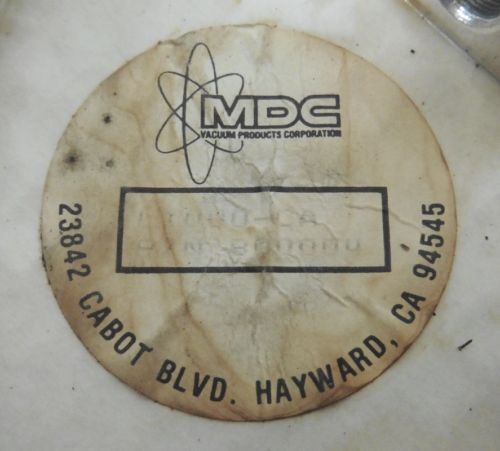 MDC
VACUUM PRODUCTS CORPORATION
23842 CABOT BLVD. HAYWARD, CA 94545